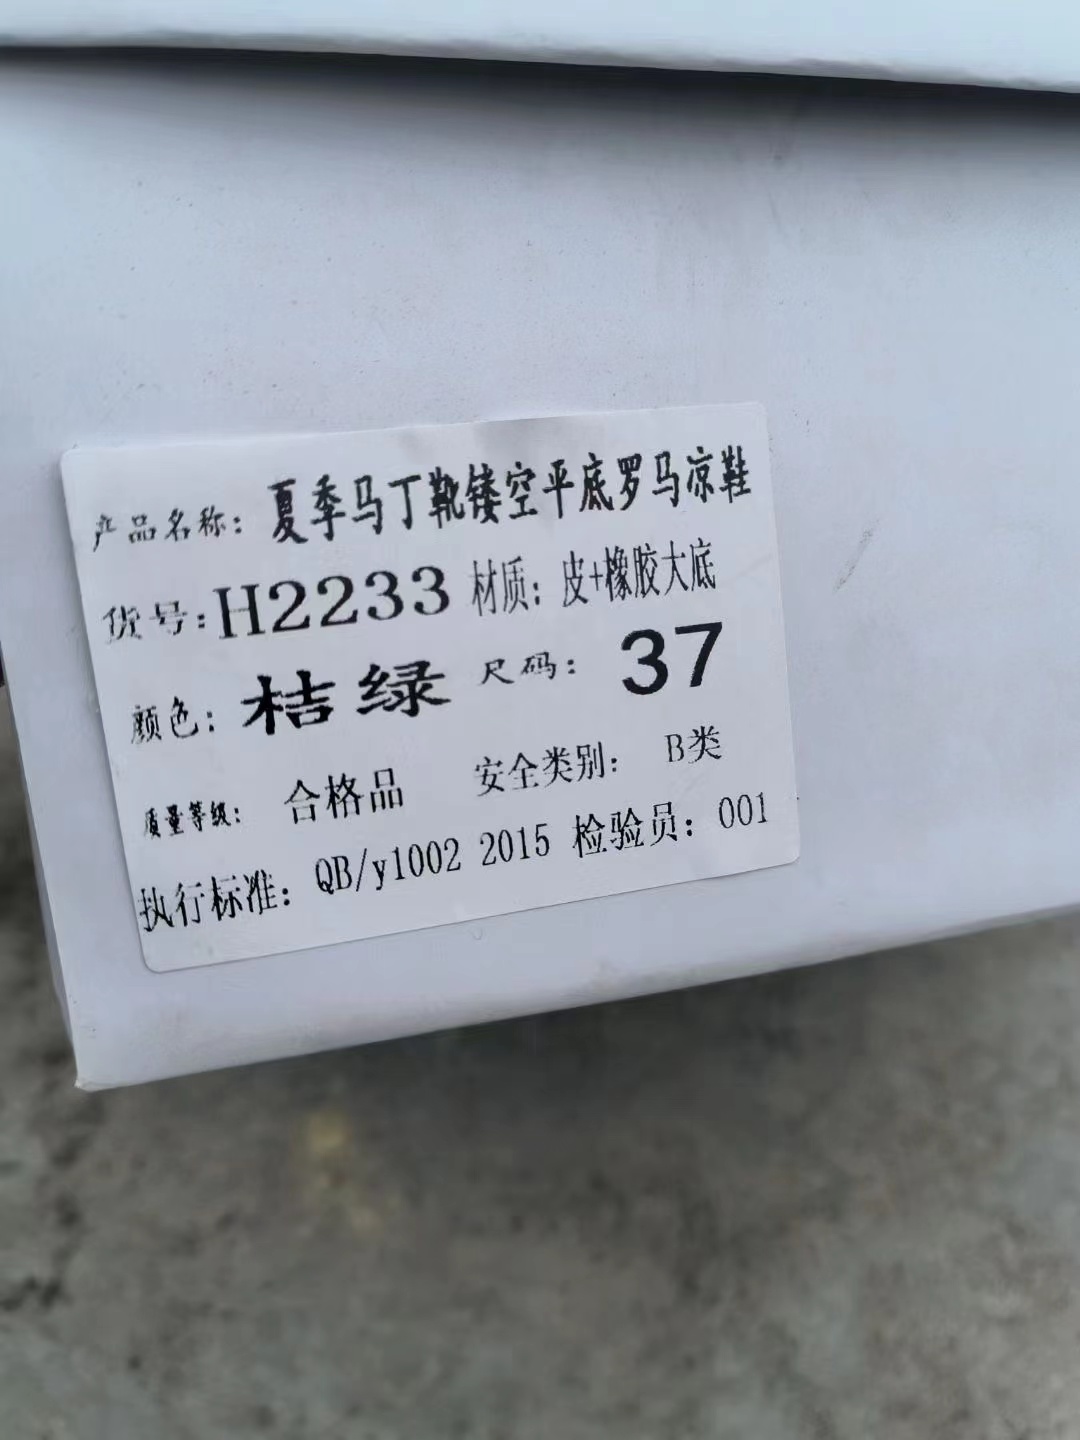 产品名称：夏季马丁靴镂空平底罗马凉鞋
货号：H2233 材质：皮+橡胶大底
颜色：桔绿 尺码：37
质量等级：合格品 安全类别：B类
执行标准：QB/y1002 2015 检验员：001